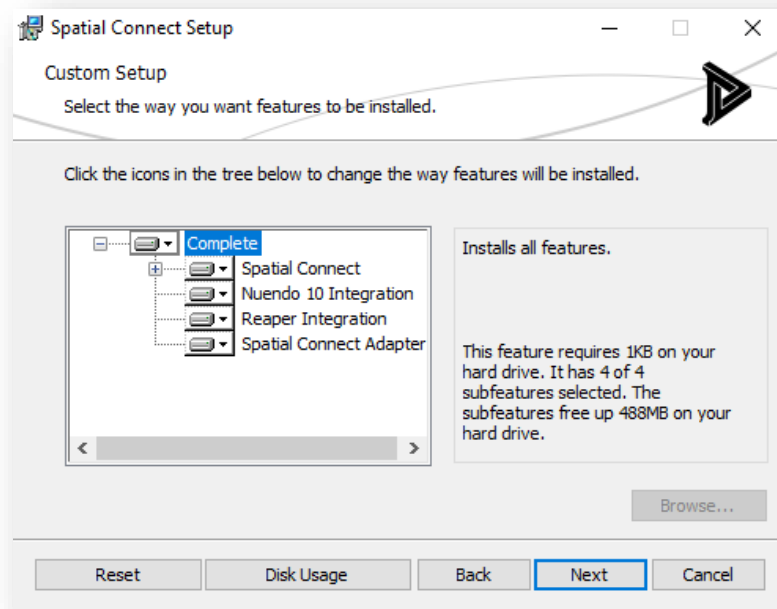 Spatial Connect Setup
Custom Setup
Select the way you want features to be installed.
Click the icons in the tree below to change the way features will be installed.
Complete
Spatial Connect
Nuendo 10 Integration
Reaper Integration
Spatial Connect Adapter
Installs all features.
This feature requires 1KB on your
hard drive. It has 4 of 4
subfeatures selected. The
subfeatures free up 488MB on your
hard drive.
Browse...
Reset
Disk Usage
Back
Next
Cancel